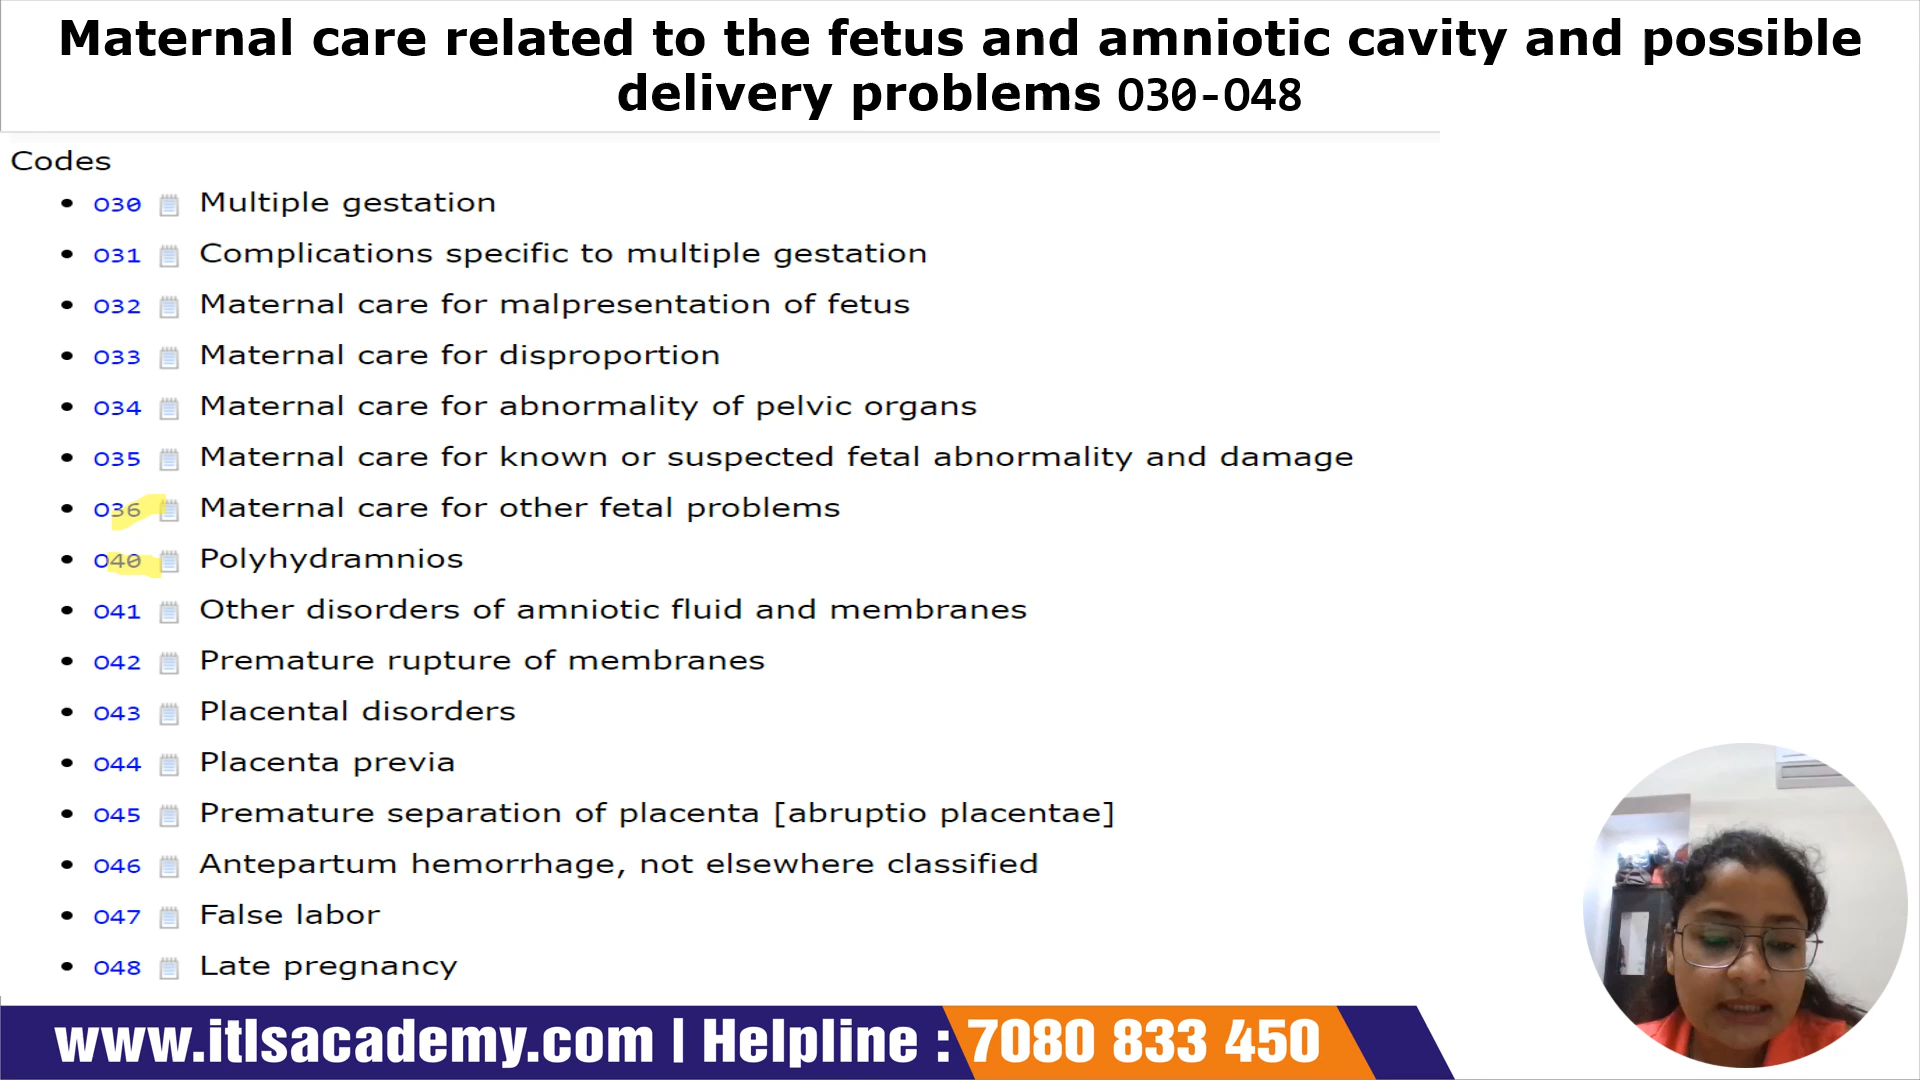 Maternal care related to the fetus and amniotic cavity and possible
delivery problems O30-O48
Codes
• O30 Multiple gestation
• O31 Complications specific to multiple gestation
• O32 Maternal care for malpresentation of fetus
• O33 Maternal care for disproportion
• O34 Maternal care for abnormality of pelvic organs
• O35 Maternal care for known or suspected fetal abnormality and damage
• O36 Maternal care for other fetal problems
• O40 Polyhydramnios
• O41 Other disorders of amniotic fluid and membranes
• O42 Premature rupture of membranes
• O43 Placental disorders
• O44 Placenta previa
• O45 Premature separation of placenta [abruptio placentae]
• O46 Antepartum hemorrhage, not elsewhere classified
• O47 False labor
• O48 Late pregnancy
www.itlsacademy.com | Helpline : 7080 833 450